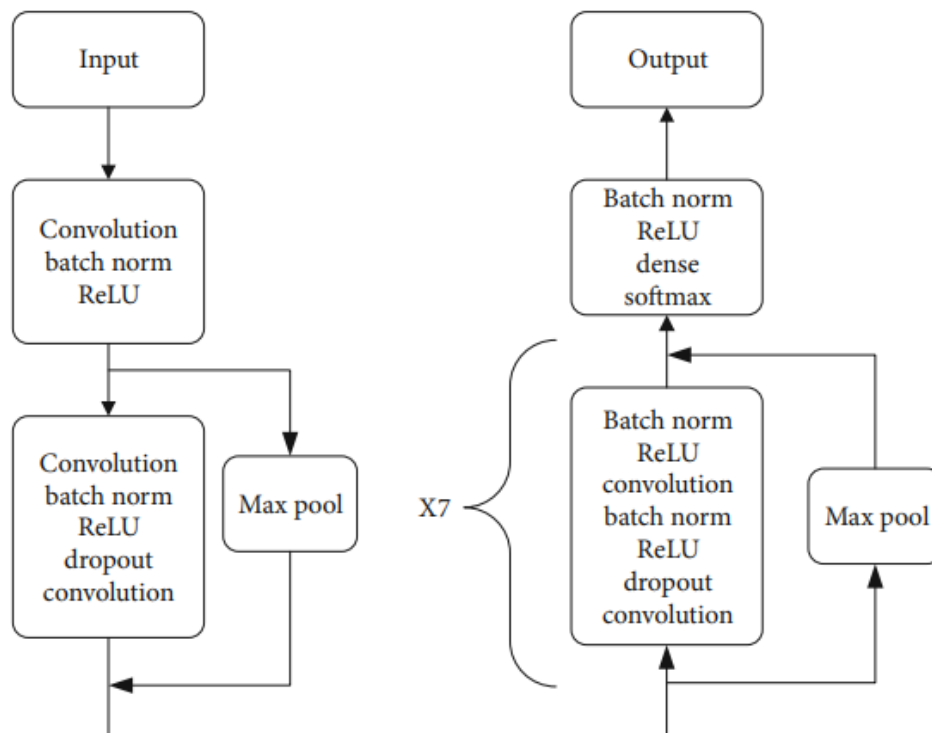 Input
Convolution
batch norm
ReLU
Convolution
batch norm
ReLU
dropout
convolution
Max pool
Output
Batch norm
ReLU
dense
softmax
X7
Batch norm
ReLU
convolution
batch norm
ReLU
dropout
convolution
Max pool